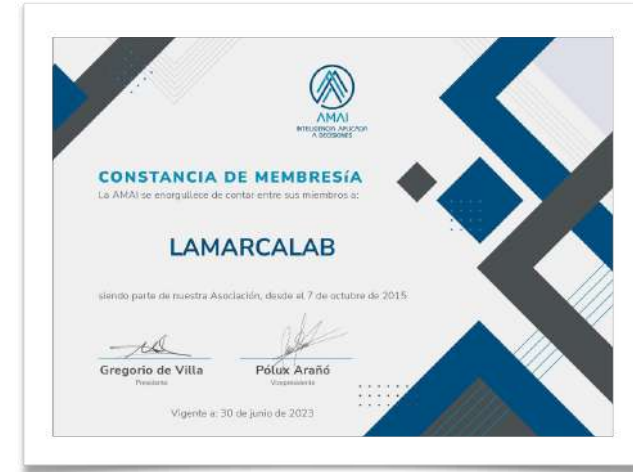 AMAI
INTELIGENCIA APLICADA
A DECISIONES
CONSTANCIA DE MEMBRESíA
La AMAI se enorgullece de contar entre sus miembros a:
LAMARCALAB
siendo parte de nuestra Asociación, desde el 7 de octubre de 2015
Gregorio de Villa
Pólux Arañó
Presidente
Vicepresidente
Vigente a: 30 de junio de 2023